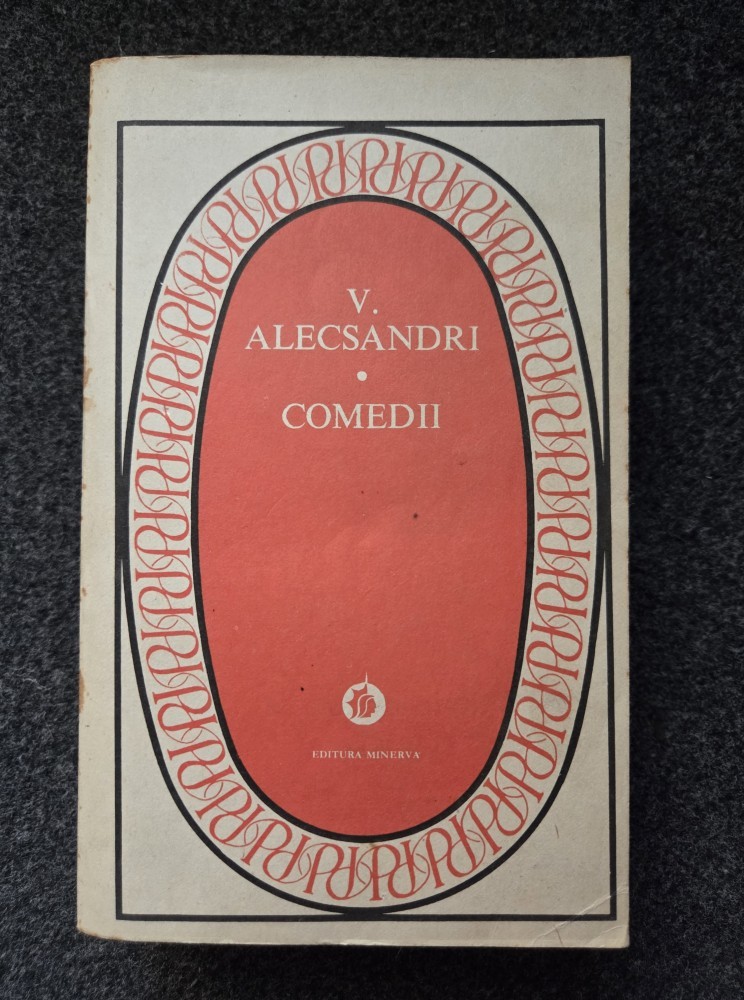 V.
ALECSANDRI
•
COMEDII
EDITURA MINERVA